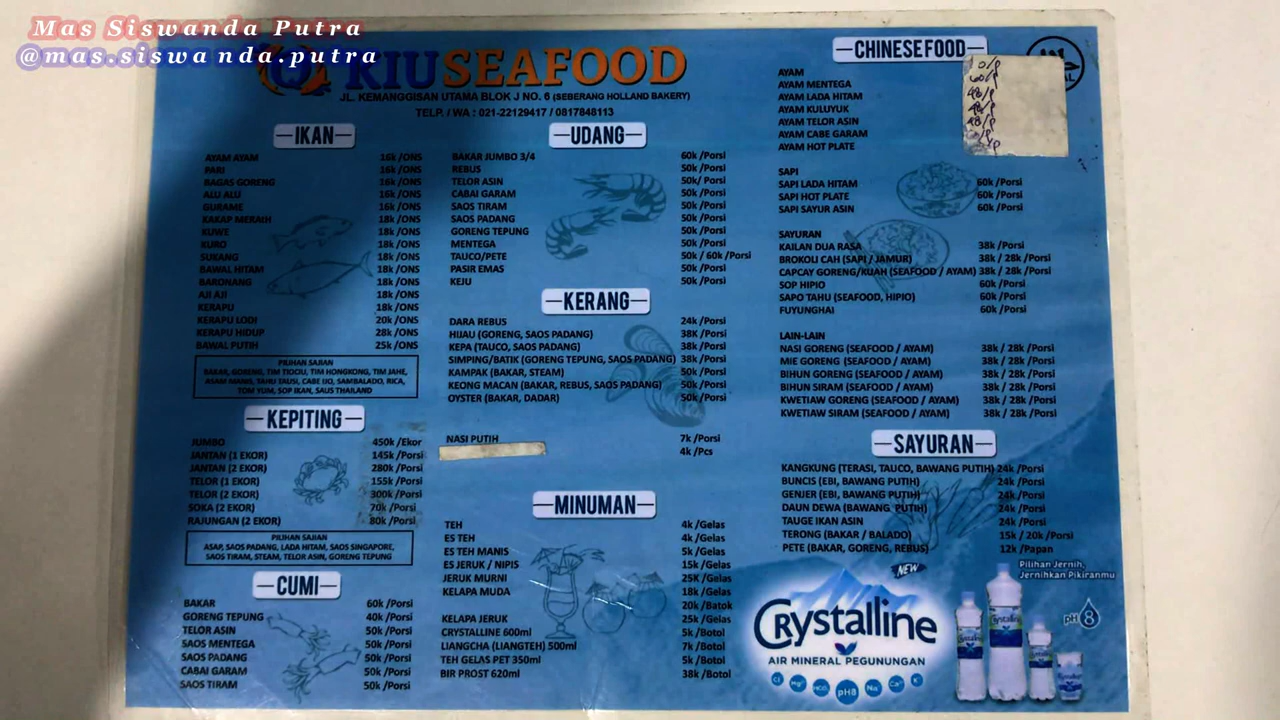 Mas Siswanda Putra
@mas.siswanda.putra
KIU SEAFOOD
JL. KEMANGGISAN UTAMA BLOK J NO. 6 (SEBERANG HOLLAND BAKERY)
TELP. / WA : 021-22129417 / 0817848113
IKAN
AYAM AYAM 16k /ONS
PARI 16k /ONS
BAGAS GORENG 16k /ONS
ALU ALU 16k /ONS
GURAME 16k /ONS
KAKAP MERAH 18k /ONS
KUWE 18k /ONS
KURO 18k /ONS
SUKANG 18k /ONS
BAWAL HITAM 18k /ONS
BARONANG 18k /ONS
AJI AJI 18k /ONS
KERAPU 18k /ONS
KERAPU LODI 20k /ONS
KERAPU HIDUP 28k /ONS
BAWAL PUTIH 25k /ONS
PILIHAN SAJIAN
BAKAR, GORENG, TIM TIOCIU, TIM HONGKONG, TIM JAHE,
ASAM MANIS, TAHU TAUSI, CABE IJO, SAMBALADO, RICA,
TOM YUM, SOP IKAN, SAUS THAILAND
KEPITING
JUMBO 450k /Ekor
JANTAN (1 EKOR) 145k /Porsi
JANTAN (2 EKOR) 280k /Porsi
TELOR (1 EKOR) 155k /Porsi
TELOR (2 EKOR) 300k /Porsi
SOKA (2 EKOR) 70k /Porsi
RAJUNGAN (2 EKOR) 80k /Porsi
PILIHAN SAJIAN
ASAP, SAOS PADANG, LADA HITAM, SAOS SINGAPORE,
SAOS TIRAM, STEAM, TELOR ASIN, GORENG TEPUNG
CUMI
BAKAR 60k /Porsi
GORENG TEPUNG 40k /Porsi
TELOR ASIN 50k /Porsi
SAOS MENTEGA 50k /Porsi
SAOS PADANG 50k /Porsi
CABAI GARAM 50k /Porsi
SAOS TIRAM 50k /Porsi
UDANG
BAKAR JUMBO 3/4 60k /Porsi
REBUS 50k /Porsi
TELOR ASIN 50k/ Porsi
CABAI GARAM 50k /Porsi
SAOS TIRAM 50k /Porsi
SAOS PADANG 50k /Porsi
GORENG TEPUNG 50k /Porsi
MENTEGA 50k /Porsi
TAUCO/PETE 50k / 60k /Porsi
PASIR EMAS 50k /Porsi
KEJU 50k /Porsi
KERANG
DARA REBUS 24k /Porsi
HIJAU (GORENG, SAOS PADANG) 38K /Porsi
KEPA (TAUCO, SAOS PADANG) 38k /Porsi
SIMPING/BATIK (GORENG TEPUNG, SAOS PADANG) 38k /Porsi
KAMPAK (BAKAR, STEAM) 50k /Porsi
KEONG MACAN (BAKAR, REBUS, SAOS PADANG) 50k /Porsi
OYSTER (BAKAR, DADAR) 50k /Porsi
NASI PUTIH 7k /Porsi
4k /Pcs
MINUMAN
TEH 4k /Gelas
ES TEH 4k /Gelas
ES TEH MANIS 5k /Gelas
ES JERUK / NIPIS 15k /Gelas
JERUK MURNI 25K /Gelas
KELAPA MUDA 18k /Gelas
20k /Batok
KELAPA JERUK 25k /Gelas
CRYSTALLINE 600ml 5k /Botol
LIANGCHA (LIANGTEH) 500ml 7k /Botol
TEH GELAS PET 350ml 5k /Botol
BIR PROST 620ml 38k /Botol
CHINESE FOOD
AYAM
AYAM MENTEGA
AYAM LADA HITAM
AYAM KULUYUK
AYAM TELOR ASIN
AYAM CABE GARAM
AYAM HOT PLATE
SAPI
SAPI LADA HITAM 60k /Porsi
SAPI HOT PLATE 60k /Porsi
SAPI SAYUR ASIN 60k /Porsi
SAYURAN
KAILAN DUA RASA 38k /Porsi
BROKOLI CAH (SAPI / JAMUR) 38k / 28k /Porsi
CAPCAY GORENG/KUAH (SEAFOOD / AYAM) 38k / 28k /Porsi
SOP HIPIO 60k /Porsi
SAPO TAHU (SEAFOOD, HIPIO) 60k /Porsi
FUYUNGHAI 60k /Porsi
LAIN-LAIN
NASI GORENG (SEAFOOD / AYAM) 38k / 28k /Porsi
MIE GORENG (SEAFOOD / AYAM) 38k / 28k /Porsi
BIHUN GORENG (SEAFOOD / AYAM) 38k / 28k /Porsi
BIHUN SIRAM (SEAFOOD / AYAM) 38k / 28k /Porsi
KWETIAW GORENG (SEAFOOD / AYAM) 38k / 28k /Porsi
KWETIAW SIRAM (SEAFOOD / AYAM) 38k / 28k /Porsi
SAYURAN
KANGKUNG (TERASI, TAUCO, BAWANG PUTIH) 24k /Porsi
BUNCIS (EBI, BAWANG PUTIH) 24k /Porsi
GENJER (EBI, BAWANG PUTIH) 24k /Porsi
DAUN DEWA (BAWANG PUTIH) 24k /Porsi
TAUGE IKAN ASIN 24k /Porsi
TERONG (BAKAR / BALADO) 15k / 20k /Porsi
PETE (BAKAR, GORENG, REBUS) 12k /Papan
NEW
Crystalline
AIR MINERAL PEGUNUNGAN
Pilihan Jernih,
Jernihkan Pikiranmu
pH 8
Cl Mg HCO₃ pH8 Na Ca K